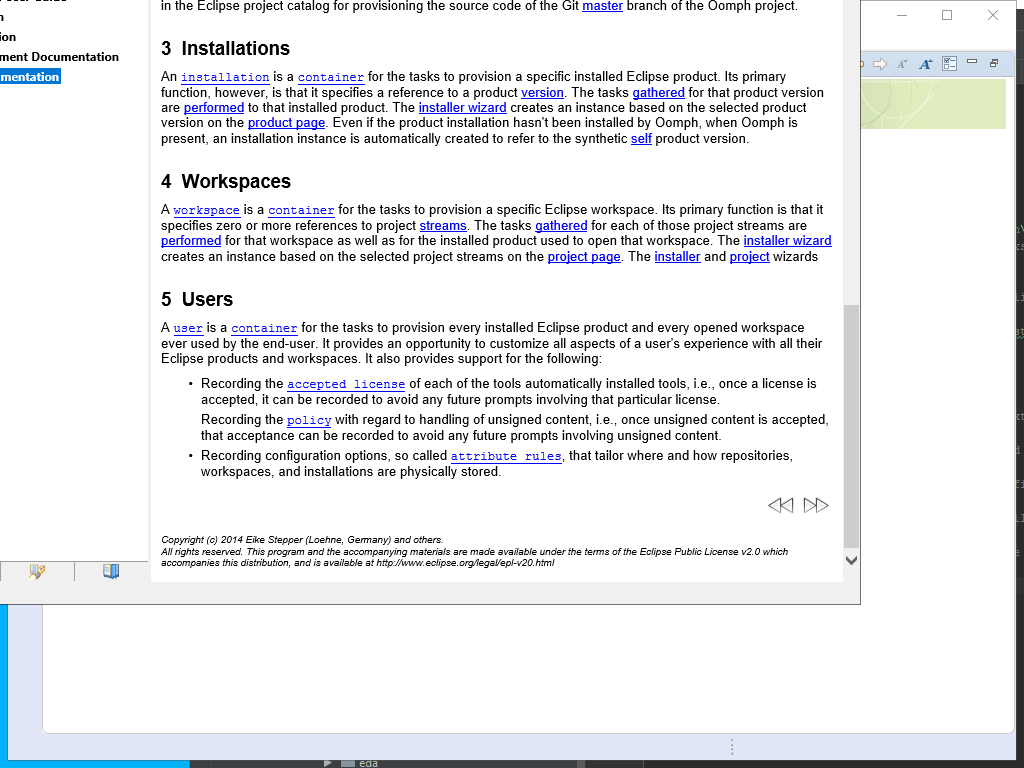 in the Eclipse project catalog for provisioning the source code of the Git master branch of the Oomph project.
ment Documentation
mentation
3 Installations
An installation is a container for the tasks to provision a specific installed Eclipse product. Its primary
function, however, is that it specifies a reference to a product version. The tasks gathered for that product version
are performed to that installed product. The installer wizard creates an instance based on the selected product
version on the product page. Even if the product installation hasn't been installed by Oomph, when Oomph is
present, an installation instance is automatically created to refer to the synthetic self product version.
4 Workspaces
A workspace is a container for the tasks to provision a specific Eclipse workspace. Its primary function is that it
specifies zero or more references to project streams. The tasks gathered for each of those project streams are
performed for that workspace as well as for the installed product used to open that workspace. The installer wizard
creates an instance based on the selected project streams on the project page. The installer and project wizards
5 Users
A user is a container for the tasks to provision every installed Eclipse product and every opened workspace
ever used by the end-user. It provides an opportunity to customize all aspects of a user's experience with all their
Eclipse products and workspaces. It also provides support for the following:
• Recording the accepted license of each of the tools automatically installed tools, i.e., once a license is
accepted, it can be recorded to avoid any future prompts involving that particular license.
Recording the policy with regard to handling of unsigned content, i.e., once unsigned content is accepted,
that acceptance can be recorded to avoid any future prompts involving unsigned content.
• Recording configuration options, so called attribute rules, that tailor where and how repositories,
workspaces, and installations are physically stored.
Copyright (c) 2014 Eike Stepper (Loehne, Germany) and others.
All rights reserved. This program and the accompanying materials are made available under the terms of the Eclipse Public License v2.0 which
accompanies this distribution, and is available at http://www.eclipse.org/legal/epl-v20.html
eda